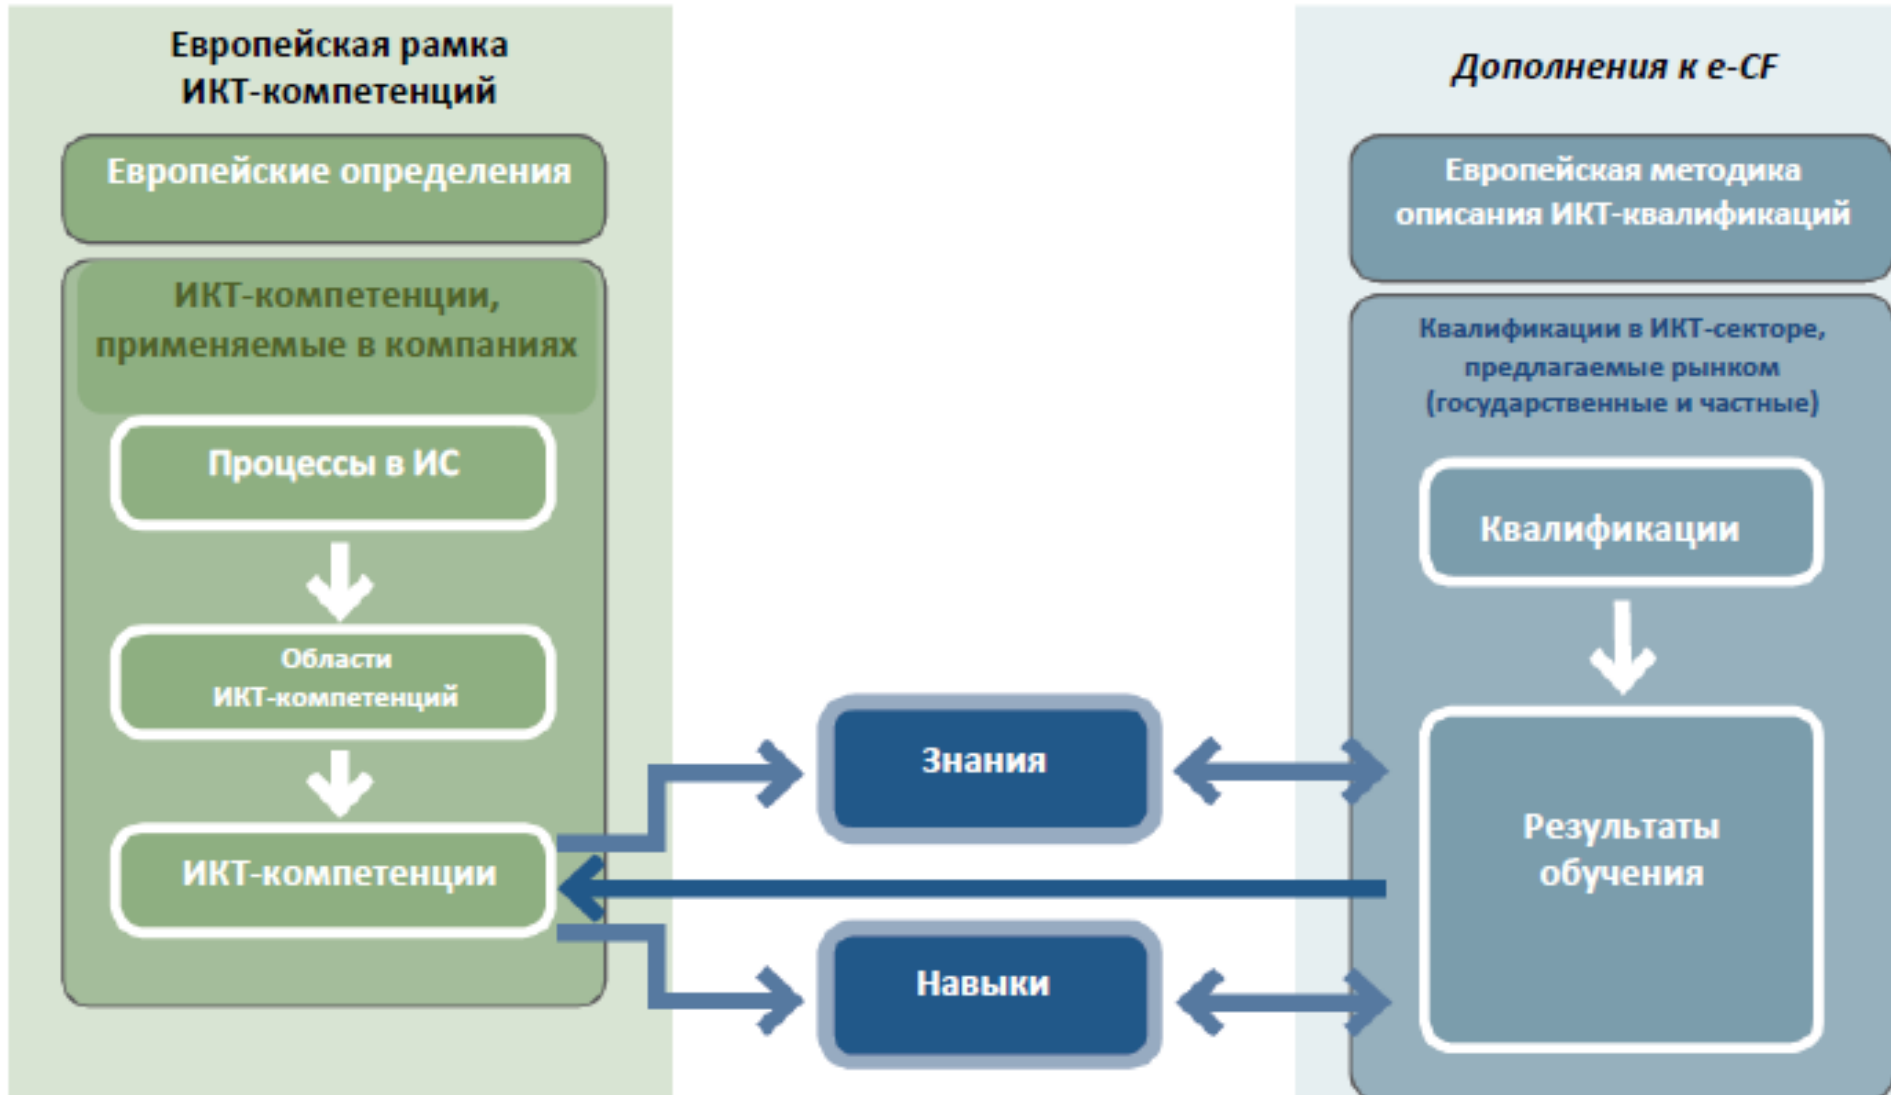 Европейская рамка
ИКТ-компетенций
Европейские определения
ИКТ-компетенции,
применяемые в компаниях
Процессы в ИС
Области
ИКТ-компетенций
ИКТ-компетенции
Знания
Навыки
Дополнения к e-CF
Европейская методика
описания ИКТ-квалификаций
Квалификации в ИКТ-секторе,
предлагаемые рынком
(государственные и частные)
Квалификации
Результаты
обучения